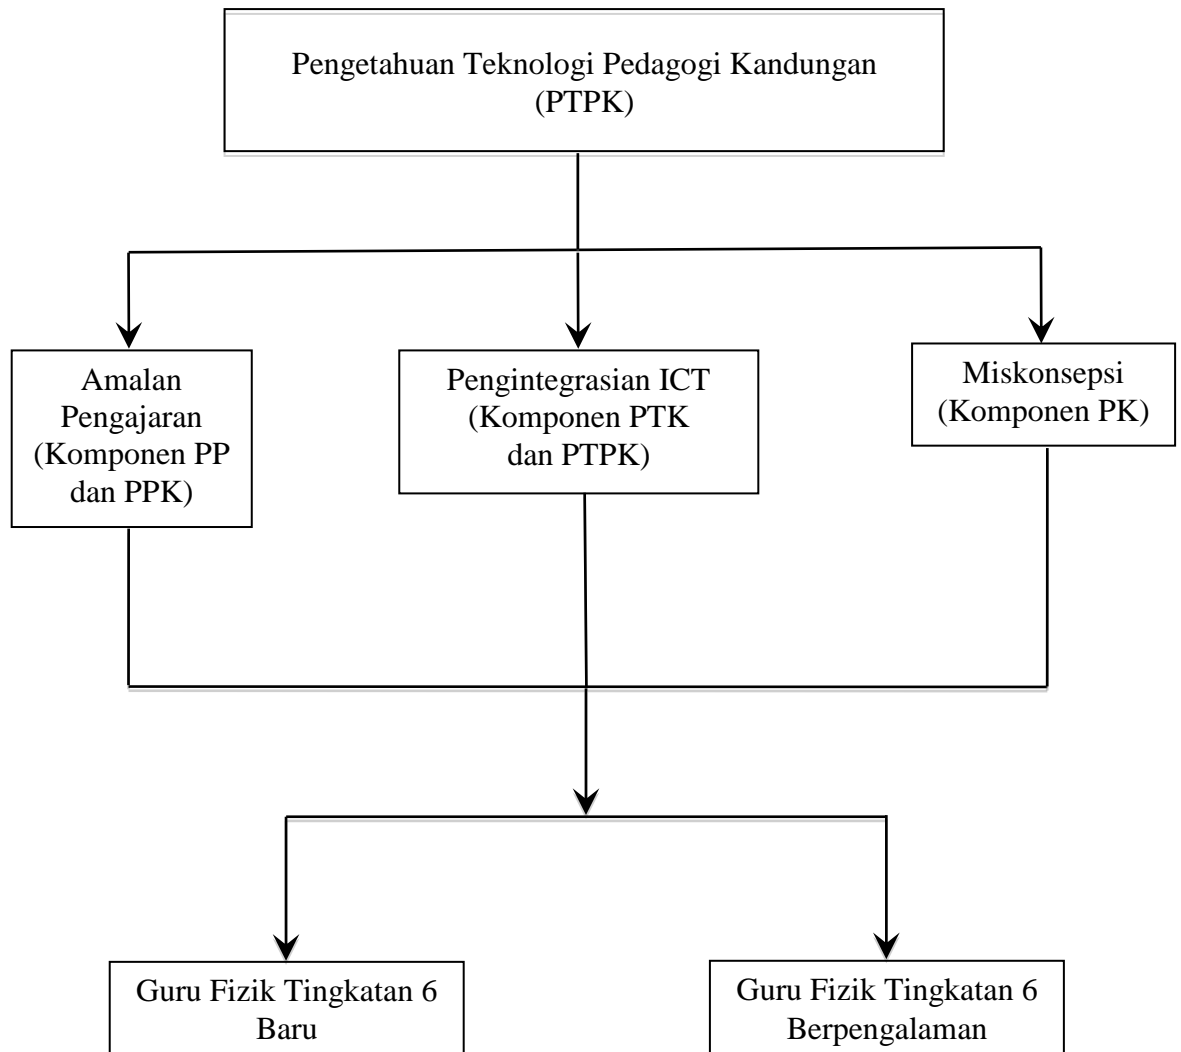 Pengetahuan Teknologi Pedagogi Kandungan
(PTPK)
Amalan
Pengajaran
(Komponen PP
dan PPK)
Pengintegrasian ICT
(Komponen PTK
dan PTPK)
Miskonsepsi
(Komponen PK)
Guru Fizik Tingkatan 6
Baru
Guru Fizik Tingkatan 6
Berpengalaman